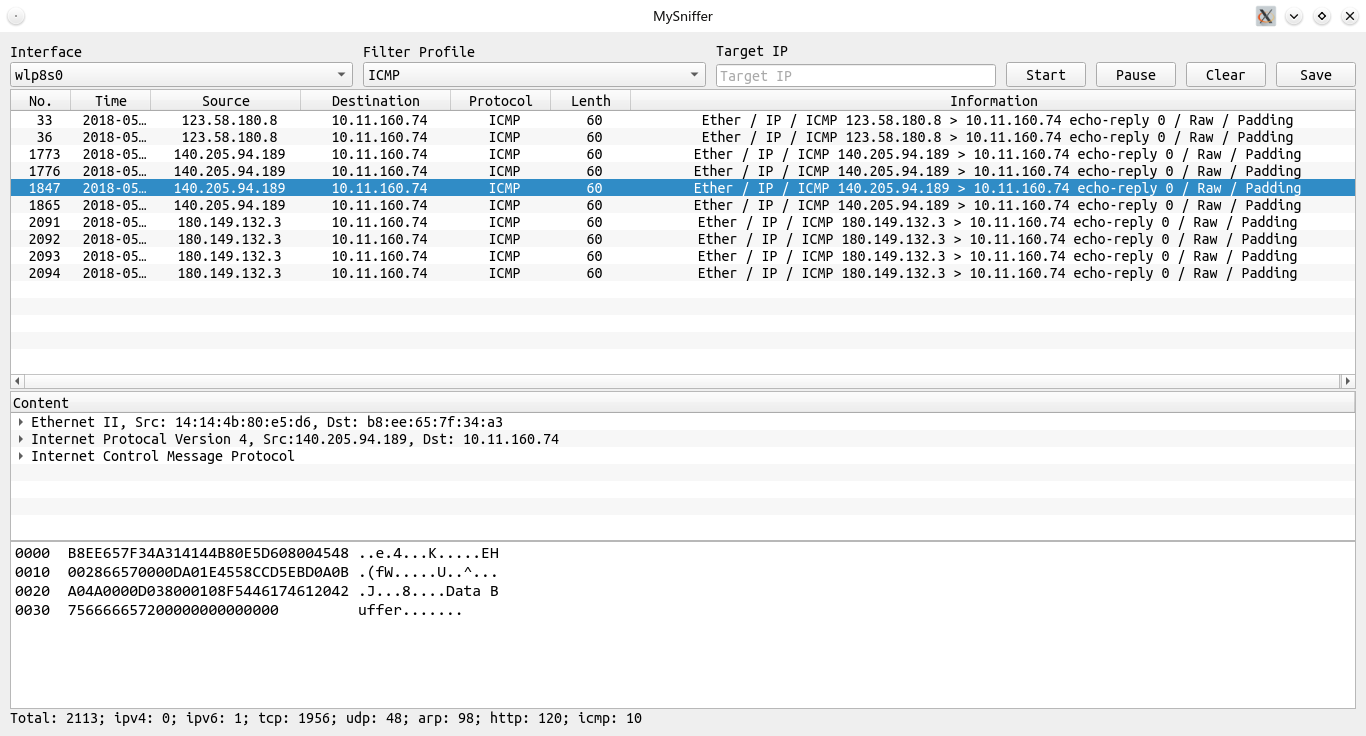 MySniffer
Interface Filter Profile Target IP
wlp8s0 ICMP Target IP Start Pause Clear Save
No. Time Source Destination Protocol Lenth Information
33 2018-05… 123.58.180.8 10.11.160.74 ICMP 60 Ether / IP / ICMP 123.58.180.8 > 10.11.160.74 echo-reply 0 / Raw / Padding
36 2018-05… 123.58.180.8 10.11.160.74 ICMP 60 Ether / IP / ICMP 123.58.180.8 > 10.11.160.74 echo-reply 0 / Raw / Padding
1773 2018-05… 140.205.94.189 10.11.160.74 ICMP 60 Ether / IP / ICMP 140.205.94.189 > 10.11.160.74 echo-reply 0 / Raw / Padding
1776 2018-05… 140.205.94.189 10.11.160.74 ICMP 60 Ether / IP / ICMP 140.205.94.189 > 10.11.160.74 echo-reply 0 / Raw / Padding
1847 2018-05… 140.205.94.189 10.11.160.74 ICMP 60 Ether / IP / ICMP 140.205.94.189 > 10.11.160.74 echo-reply 0 / Raw / Padding
1865 2018-05… 140.205.94.189 10.11.160.74 ICMP 60 Ether / IP / ICMP 140.205.94.189 > 10.11.160.74 echo-reply 0 / Raw / Padding
2091 2018-05… 180.149.132.3 10.11.160.74 ICMP 60 Ether / IP / ICMP 180.149.132.3 > 10.11.160.74 echo-reply 0 / Raw / Padding
2092 2018-05… 180.149.132.3 10.11.160.74 ICMP 60 Ether / IP / ICMP 180.149.132.3 > 10.11.160.74 echo-reply 0 / Raw / Padding
2093 2018-05… 180.149.132.3 10.11.160.74 ICMP 60 Ether / IP / ICMP 180.149.132.3 > 10.11.160.74 echo-reply 0 / Raw / Padding
2094 2018-05… 180.149.132.3 10.11.160.74 ICMP 60 Ether / IP / ICMP 180.149.132.3 > 10.11.160.74 echo-reply 0 / Raw / Padding
Content
Ethernet II, Src: 14:14:4b:80:e5:d6, Dst: b8:ee:65:7f:34:a3
Internet Protocal Version 4, Src:140.205.94.189, Dst: 10.11.160.74
Internet Control Message Protocol
0000 B8EE657F34A314144B80E5D608004548 ..e.4...K.....EH
0010 002866570000DA01E4558CCD5EBD0A0B .(fW.....U..^...
0020 A04A0000D038000108F5446174612042 .J...8....Data B
0030 756666657200000000000000 uffer.......
Total: 2113; ipv4: 0; ipv6: 1; tcp: 1956; udp: 48; arp: 98; http: 120; icmp: 10